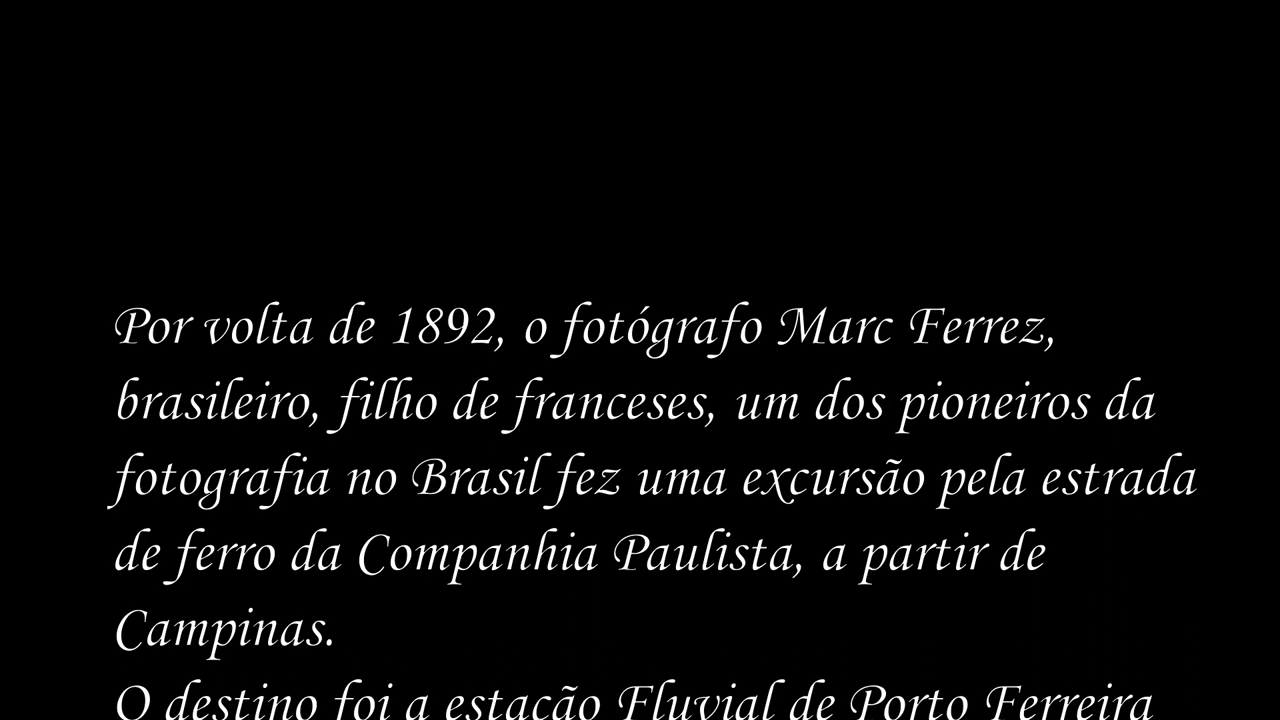 Por volta de 1892, o fotógrafo Marc Ferrez,
brasileiro, filho de franceses, um dos pioneiros da
fotografia no Brasil fez uma excursão pela estrada
de ferro da Companhia Paulista, a partir de
Campinas.
O destino foi a estação Fluvial de Porto Ferreira